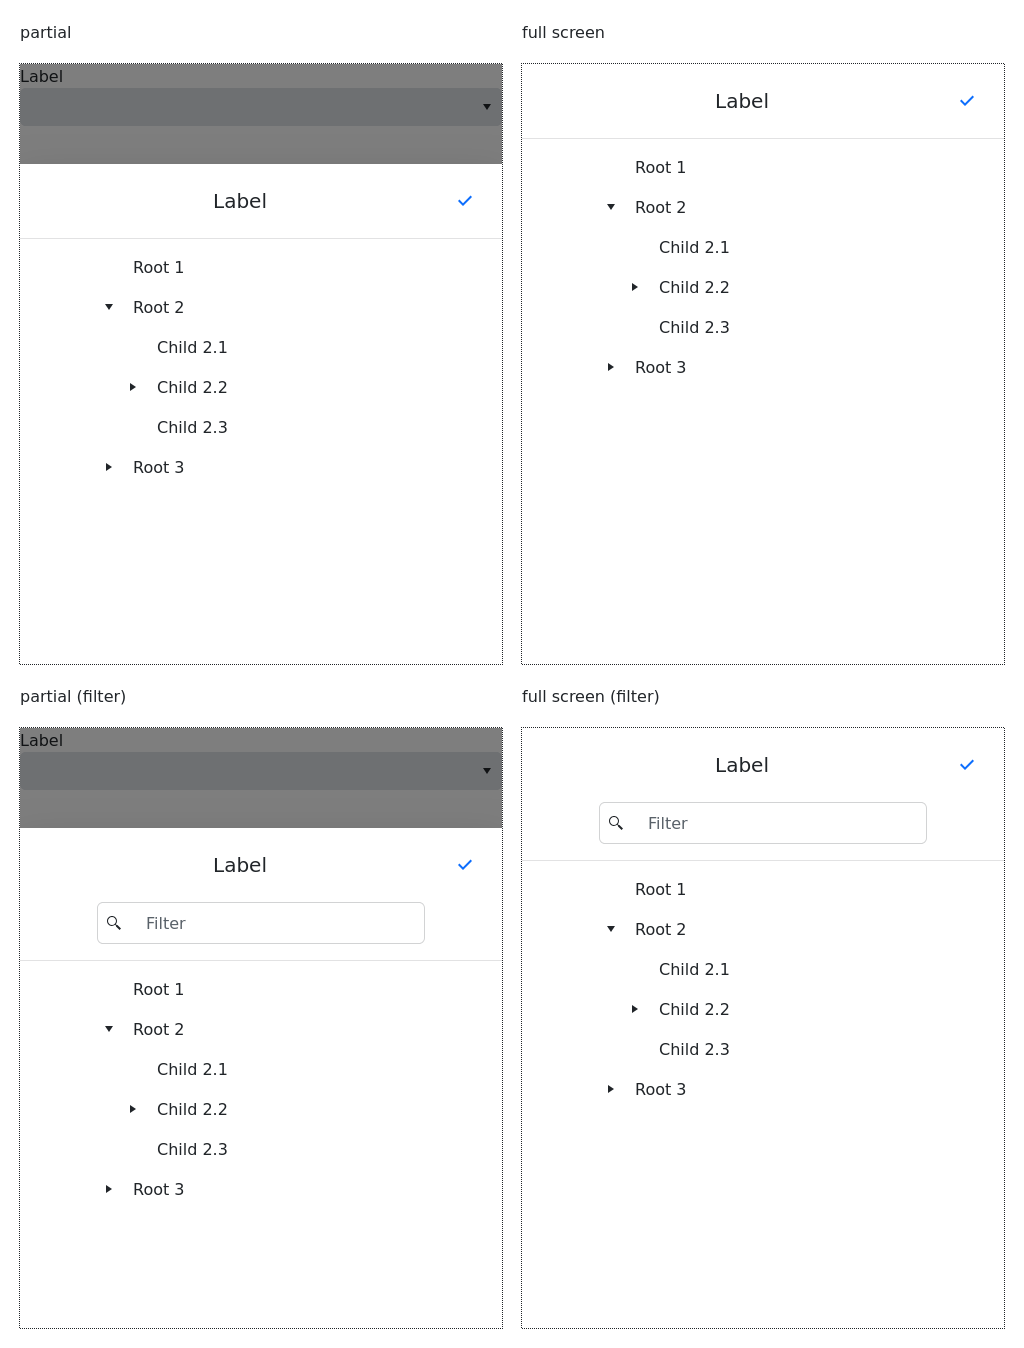 partial
Label
Label
Root 1
Root 2
Child 2.1
Child 2.2
Child 2.3
Root 3
full screen
Label
Root 1
Root 2
Child 2.1
Child 2.2
Child 2.3
Root 3
partial (filter)
Label
Label
Filter
Root 1
Root 2
Child 2.1
Child 2.2
Child 2.3
Root 3
full screen (filter)
Label
Filter
Root 1
Root 2
Child 2.1
Child 2.2
Child 2.3
Root 3